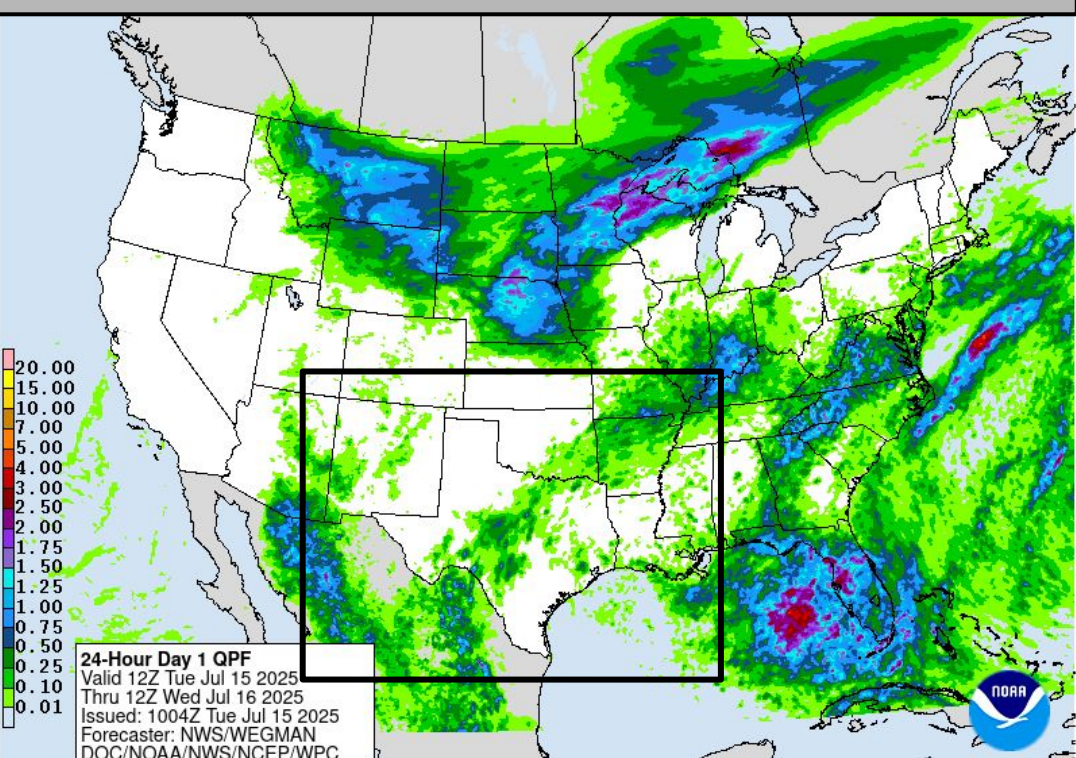 20.00
15.00
10.00
7.00
5.00
4.00
3.00
2.50
2.00
1.75
1.50
1.25
1.00
0.75
0.50
0.25
0.10
0.01
24-Hour Day 1 QPF
Valid 12Z Tue Jul 15 2025
Thru 12Z Wed Jul 16 2025
Issued: 1004Z Tue Jul 15 2025
Forecaster: NWS/WEGMAN
DOC/NOAA/NWS/NCEP/WPC
NOAA